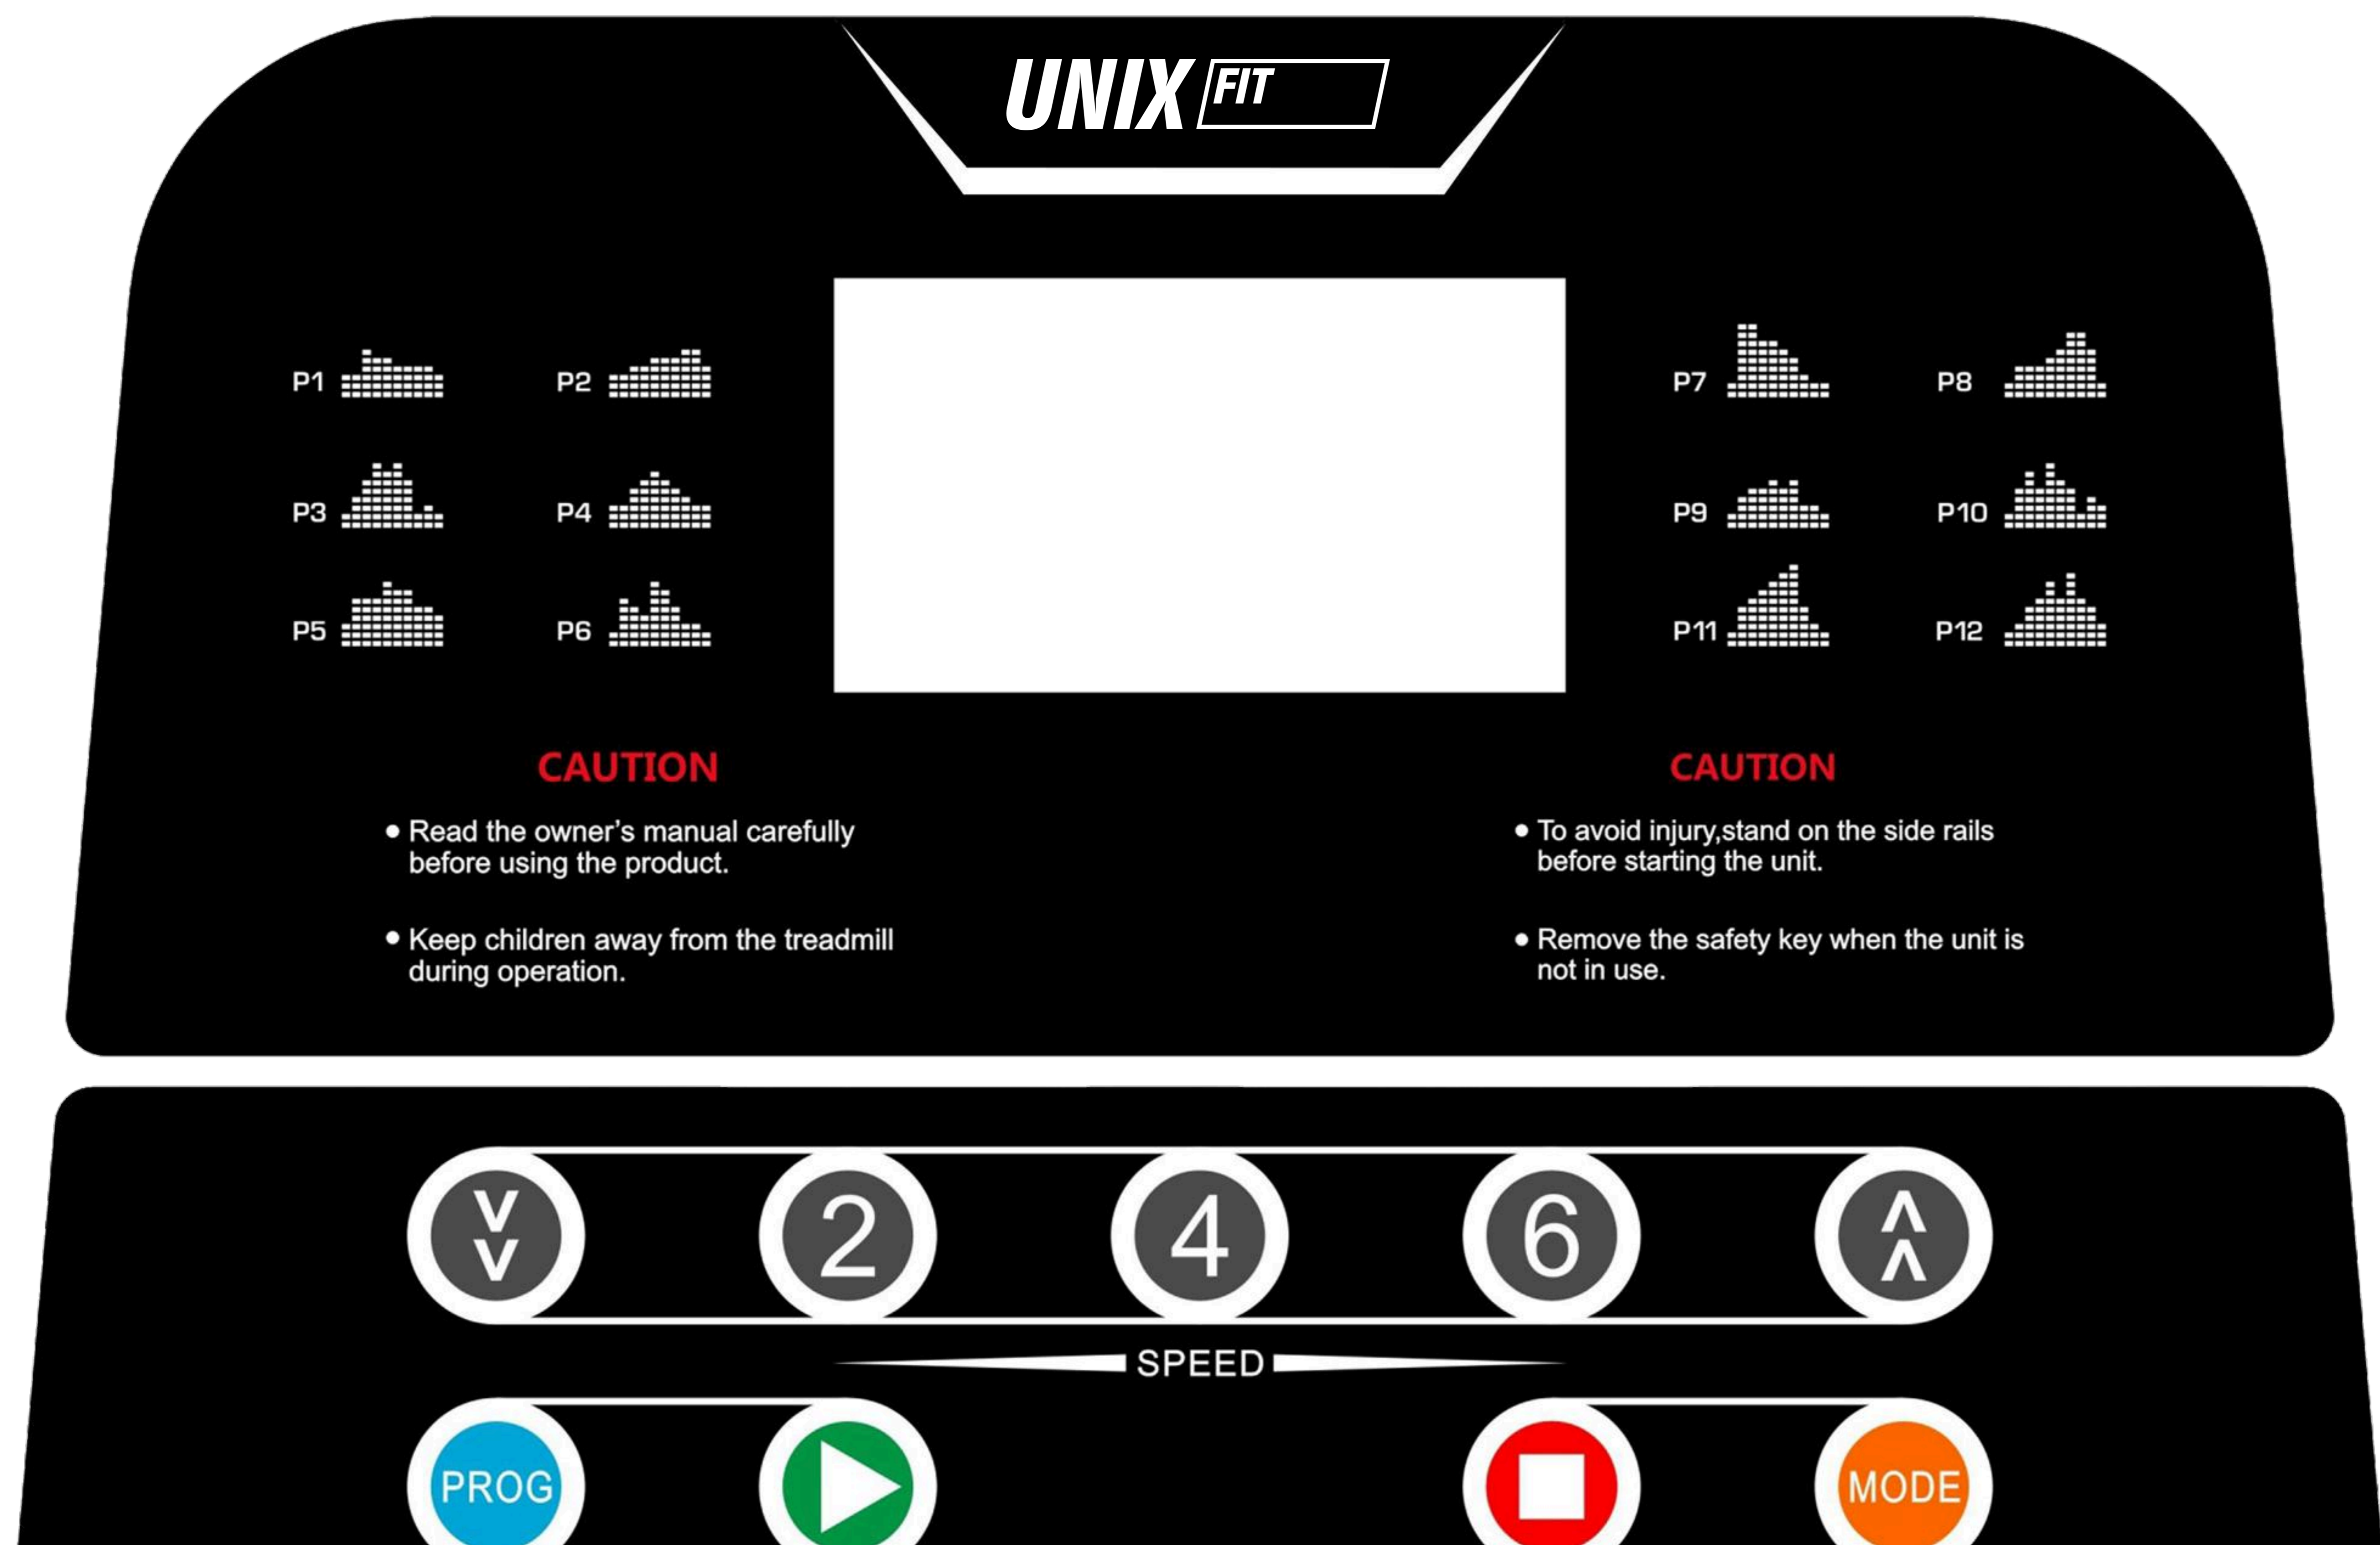 UNIX FIT
P1
P2
P7
P8
P3
P4
P9
P10
P5
P6
P11
P12
CAUTION
Read the owner’s manual carefully
before using the product.
Keep children away from the treadmill
during operation.
CAUTION
To avoid injury,stand on the side rails
before starting the unit.
Remove the safety key when the unit is
not in use.
2
4
6
SPEED
PROG
MODE